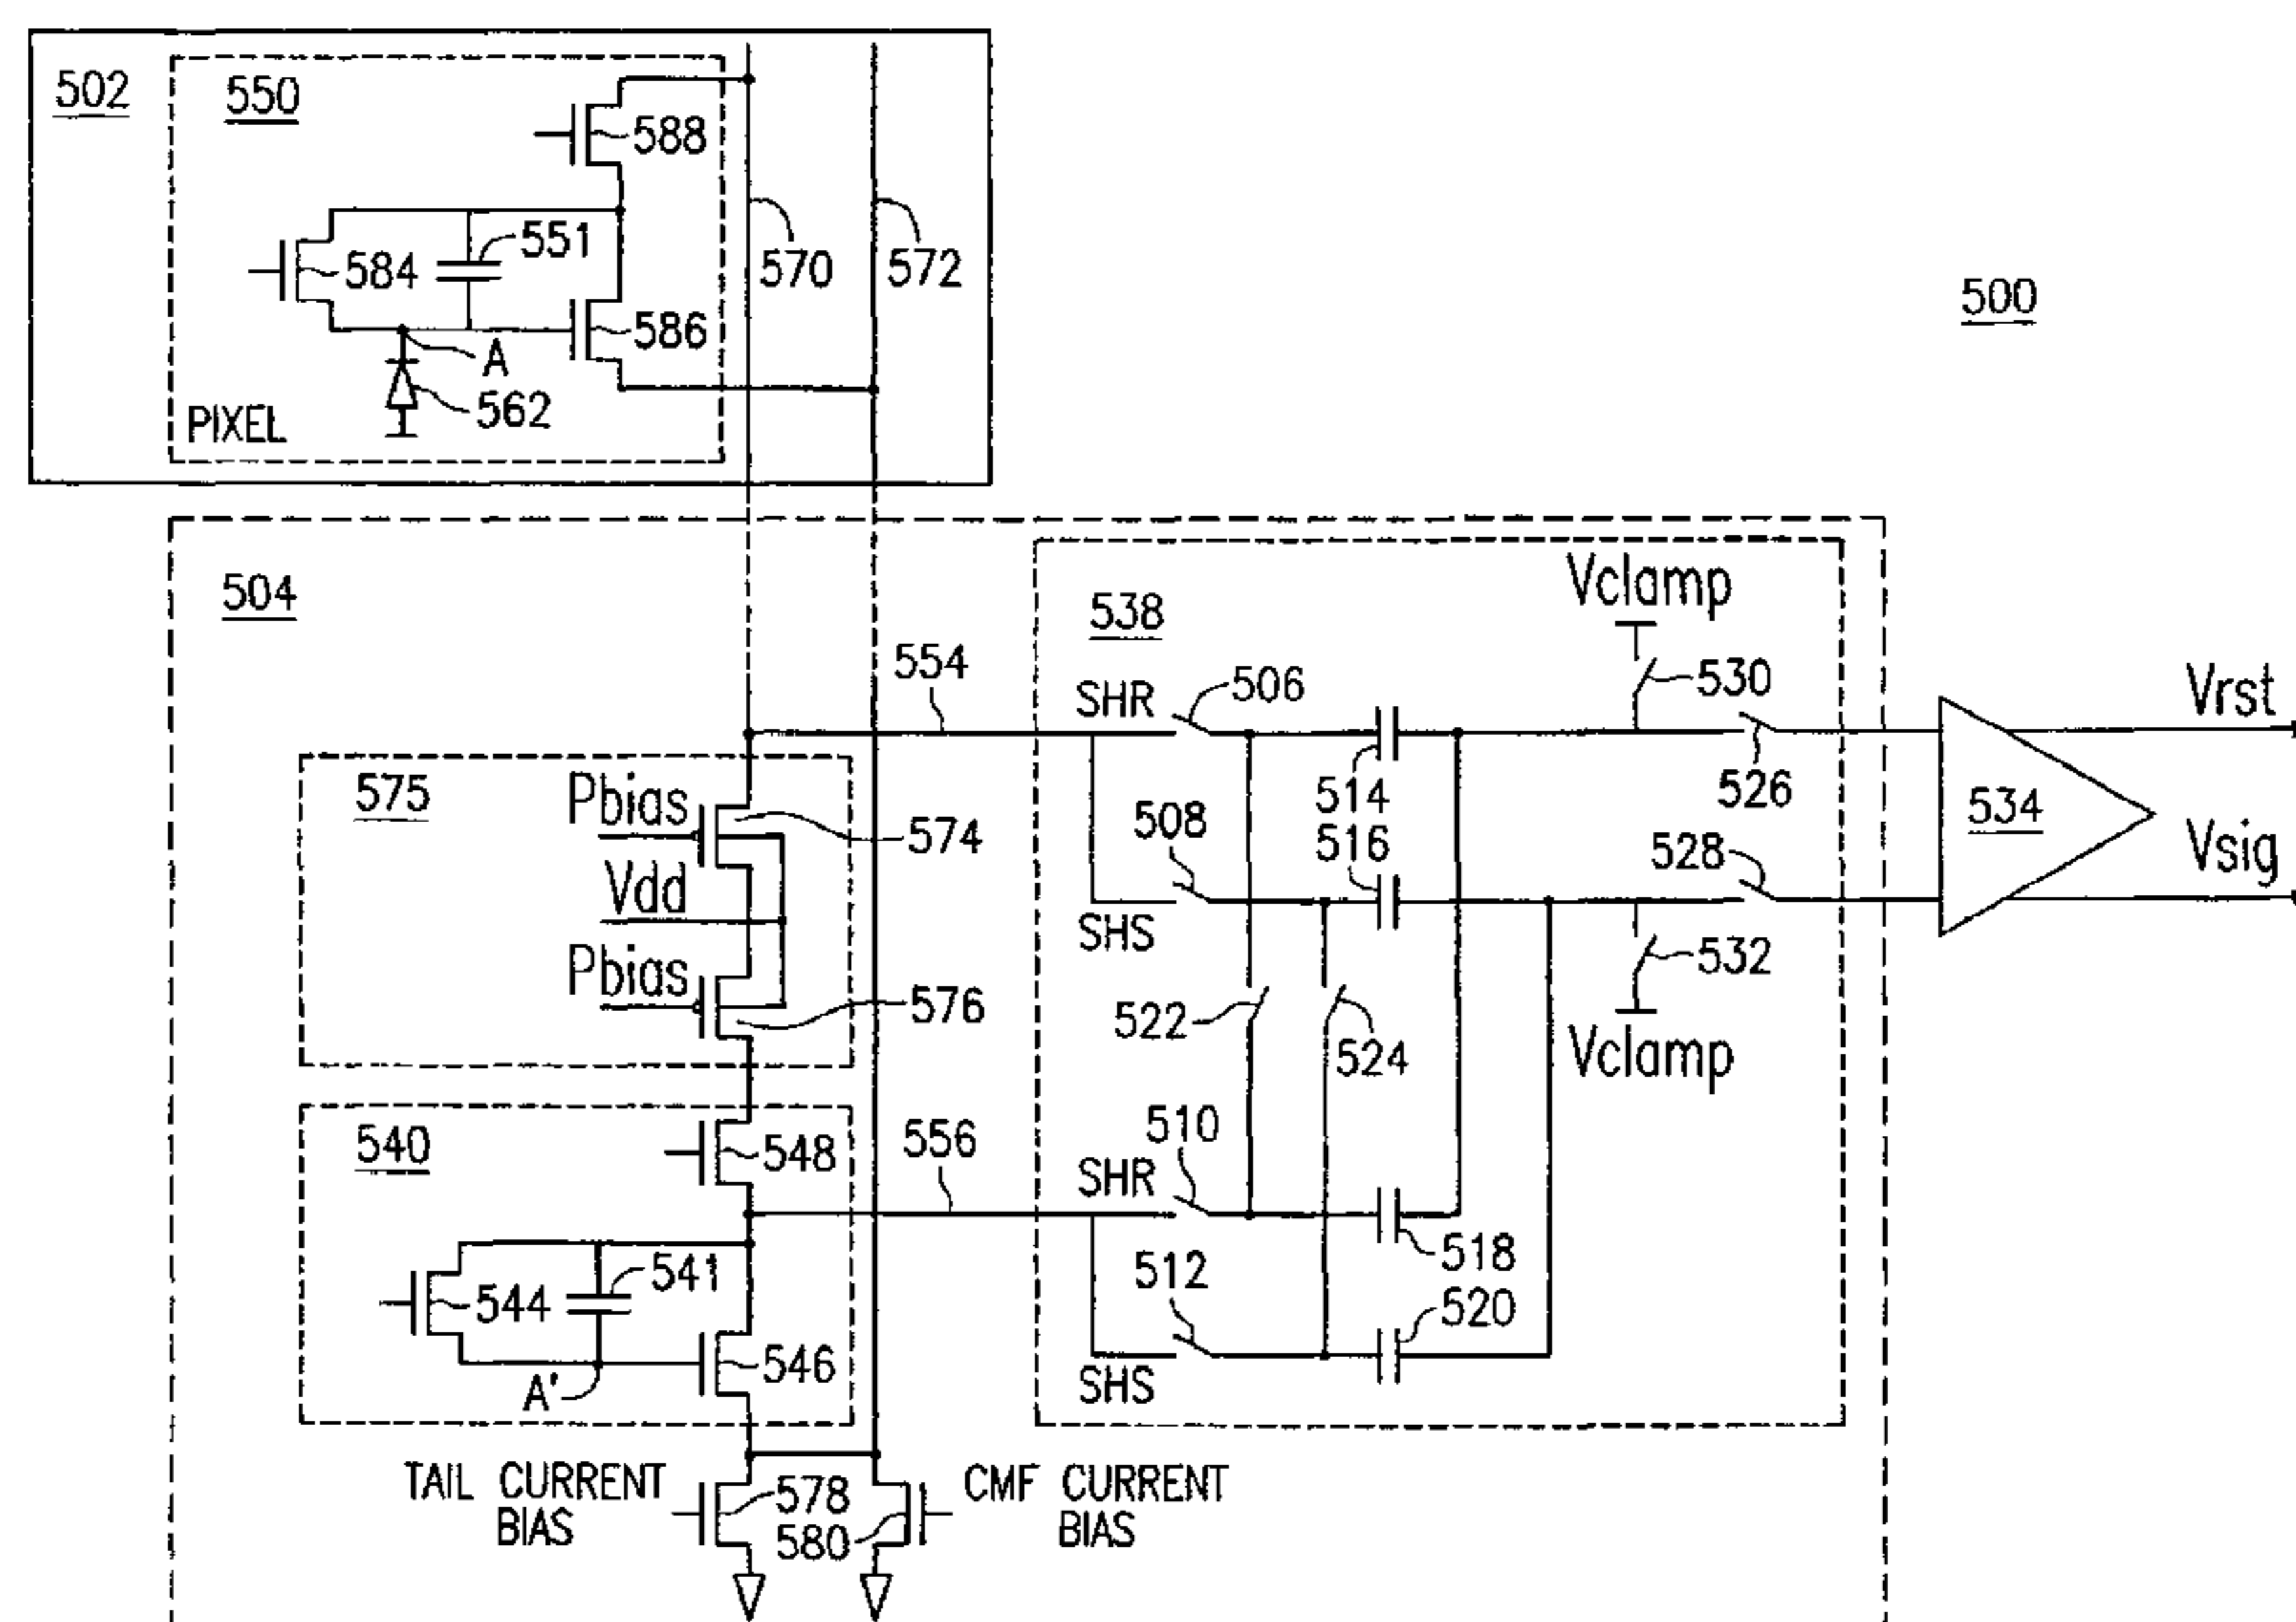 502
550
588
584
551
570
572
586
A
562
PIXEL
500
504
538
Vclamp
554
SHR
506
530
Vrst
575
Pbias
574
514
526
534
508
516
528
Vsig
Vdd
SHS
532
Pbias
576
522
524
Vclamp
540
548
556
510
SHR
518
541
544
512
520
546
A'
SHS
TAIL CURRENT
BIAS
578
580
CMF CURRENT
BIAS